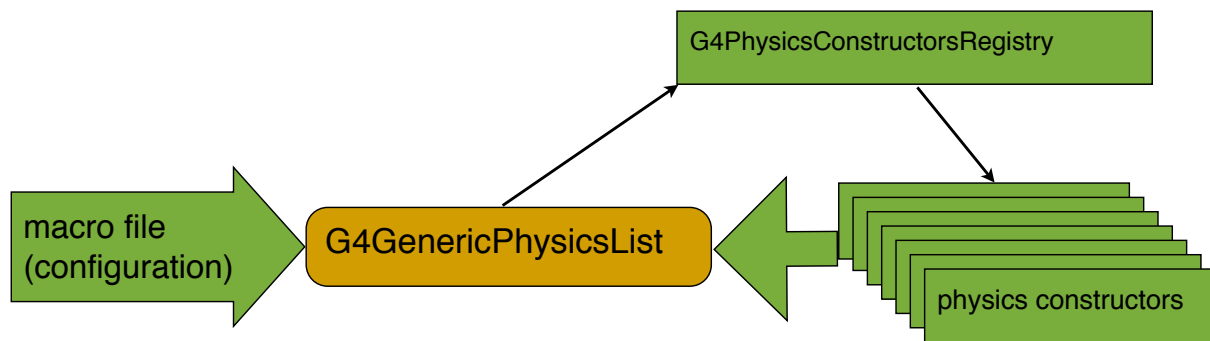 G4PhysicsConstructorsRegistry
macro file
(configuration)
G4GenericPhysicsList
physics constructors